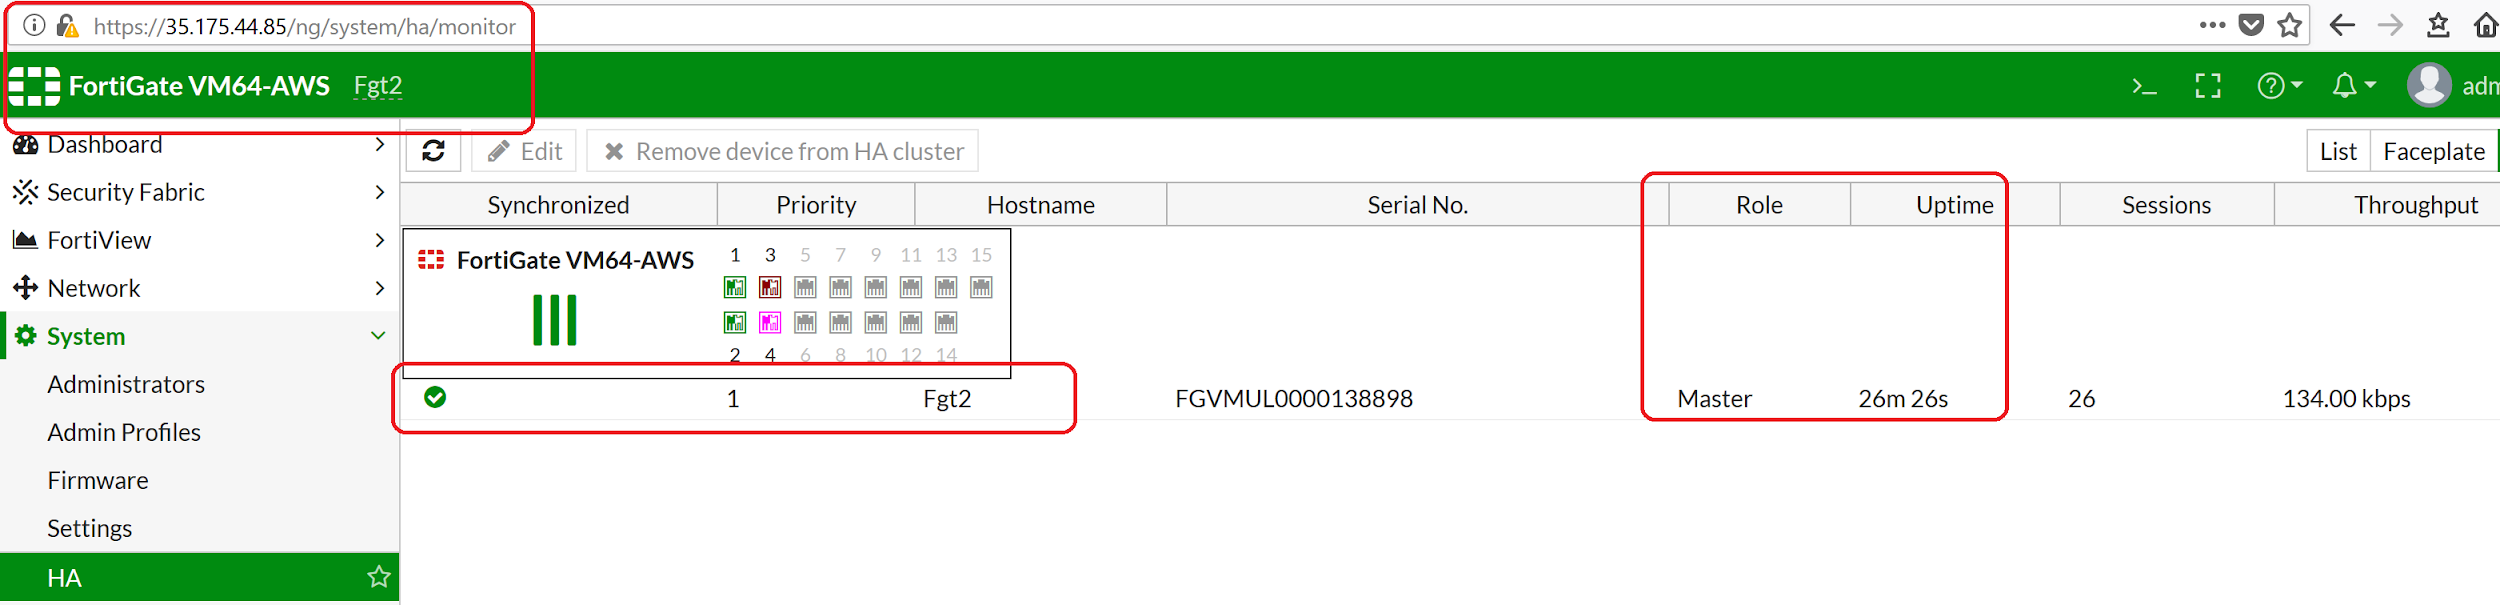 https://35.175.44.85/ng/system/ha/monitor
FortiGate VM64-AWS Fgt2
adm
Dashboard
Security Fabric
FortiView
Network
System
Administrators
Admin Profiles
Firmware
Settings
HA
Edit
Remove device from HA cluster
List Faceplate
Synchronized Priority Hostname Serial No. Role Uptime Sessions Throughput
FortiGate VM64-AWS
1 3 5 7 9 11 13 15
2 4 6 8 10 12 14
1 Fgt2 FGVMUL0000138898 Master 26m 26s 26 134.00 kbps